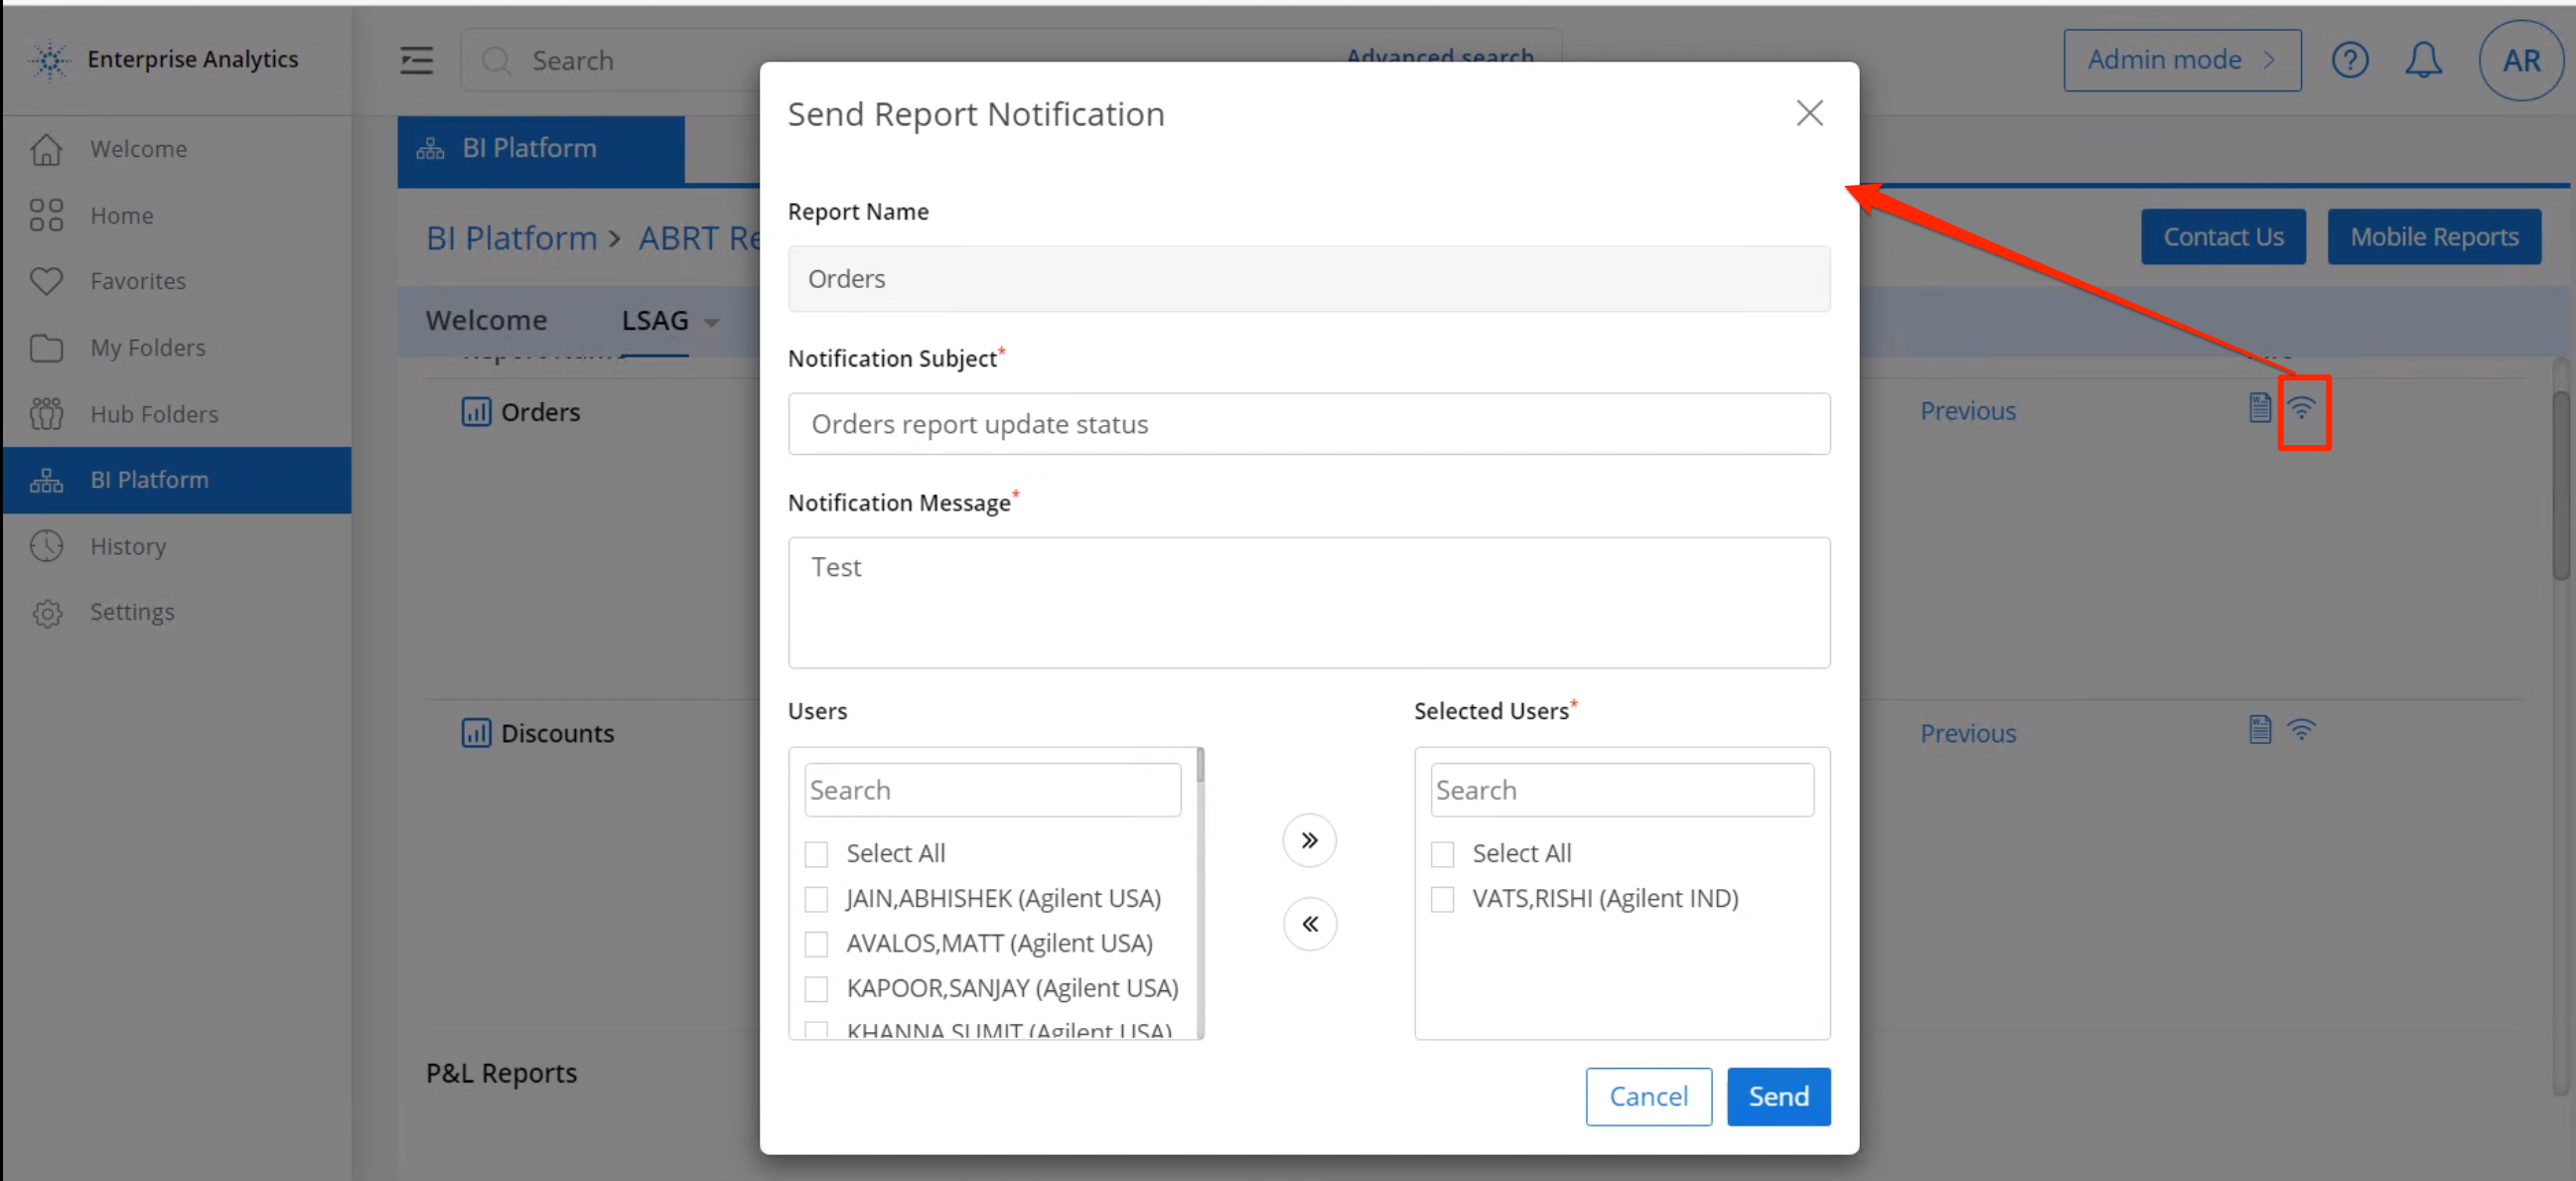 Enterprise Analytics
Search
Advanced search
Admin mode
AR
Welcome
Home
Favorites
My Folders
Hub Folders
BI Platform
History
Settings
BI Platform
BI Platform > ABRT Re
Contact Us
Mobile Reports
Welcome
LSAG
Report Name
Orders
Previous
Discounts
Previous
P&L Reports
Send Report Notification
Report Name
Orders
Notification Subject*
Orders report update status
Notification Message*
Test
Users
Search
Select All
JAIN,ABHISHEK (Agilent USA)
AVALOS,MATT (Agilent USA)
KAPOOR,SANJAY (Agilent USA)
KHANNA,SUMIT (Agilent USA)
Selected Users*
Search
Select All
VATS,RISHI (Agilent IND)
Cancel
Send